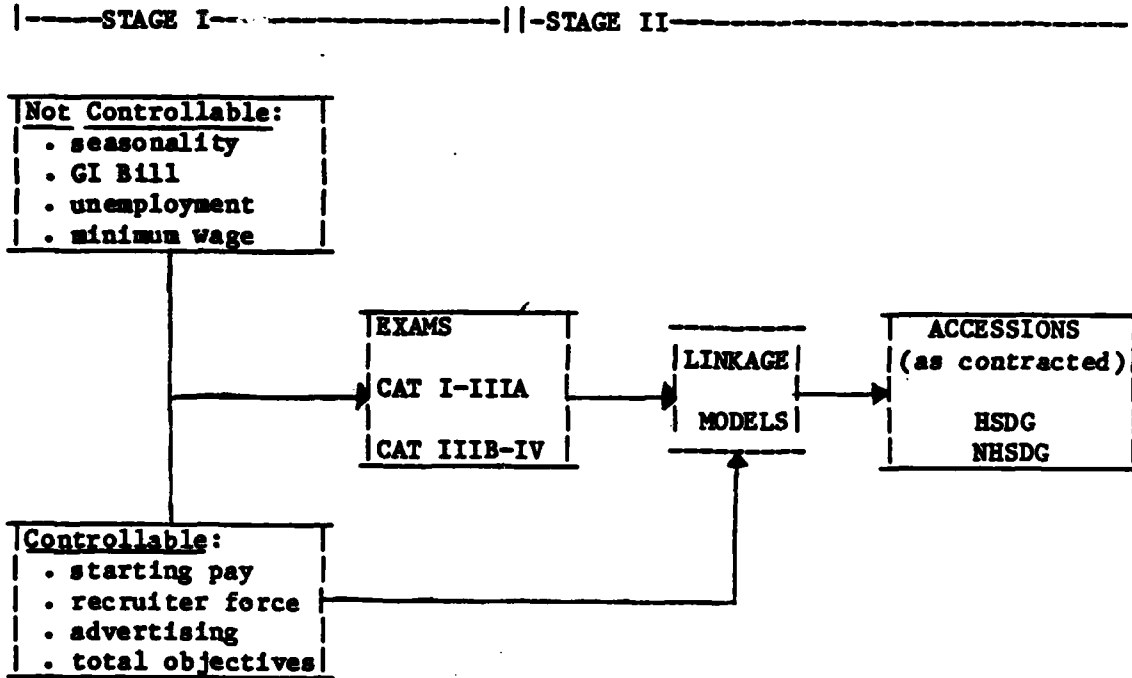 |-----STAGE I------------------||-STAGE II---------------------------
Not Controllable:
. seasonality
. GI Bill
. unemployment
. minimum wage
EXAMS
CAT I-IIIA
CAT IIIB-IV
LINKAGE
MODELS
ACCESSIONS
(as contracted)
HSDG
NHSDG
Controllable:
. starting pay
. recruiter force
. advertising
. total objectives